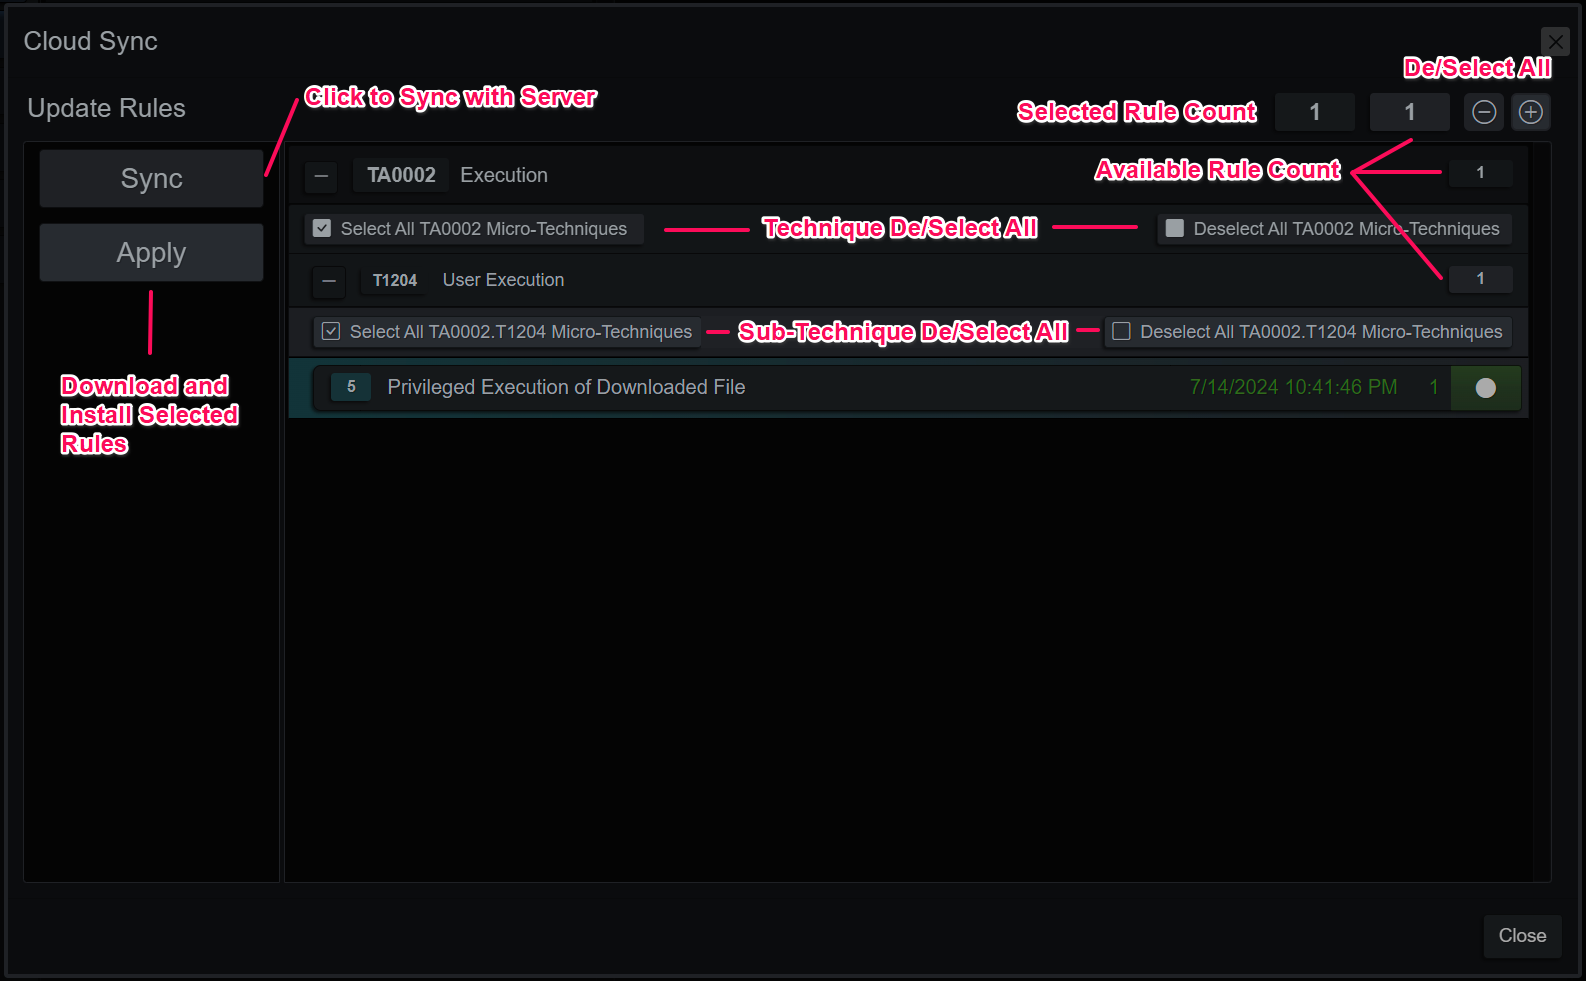 Cloud Sync
De/Select All
Click to Sync with Server
Update Rules
Selected Rule Count 1 1
Sync
TA0002 Execution
Available Rule Count 1
Select All TA0002 Micro-Techniques
Technique De/Select All
Deselect All TA0002 Micro-Techniques
Apply
T1204 User Execution 1
Select All TA0002.T1204 Micro-Techniques
Sub-Technique De/Select All
Deselect All TA0002.T1204 Micro-Techniques
5 Privileged Execution of Downloaded File 7/14/2024 10:41:46 PM 1
Download and
Install Selected
Rules
Close